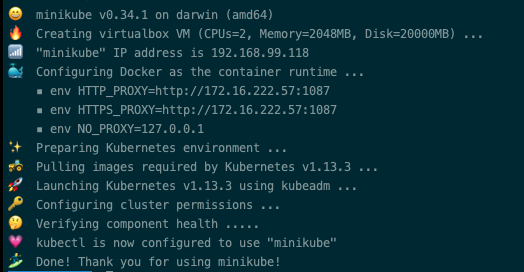 😄 minikube v0.34.1 on darwin (amd64)
🔥 Creating virtualbox VM (CPUs=2, Memory=2048MB, Disk=20000MB) ...
📶 "minikube" IP address is 192.168.99.118
🐳 Configuring Docker as the container runtime ...
▪ env HTTP_PROXY=http://172.16.222.57:1087
▪ env HTTPS_PROXY=http://172.16.222.57:1087
▪ env NO_PROXY=127.0.0.1
✨ Preparing Kubernetes environment ...
🚜 Pulling images required by Kubernetes v1.13.3 ...
🚀 Launching Kubernetes v1.13.3 using kubeadm ...
🔑 Configuring cluster permissions ...
🤔 Verifying component health .....
💗 kubectl is now configured to use "minikube"
🏄 Done! Thank you for using minikube!